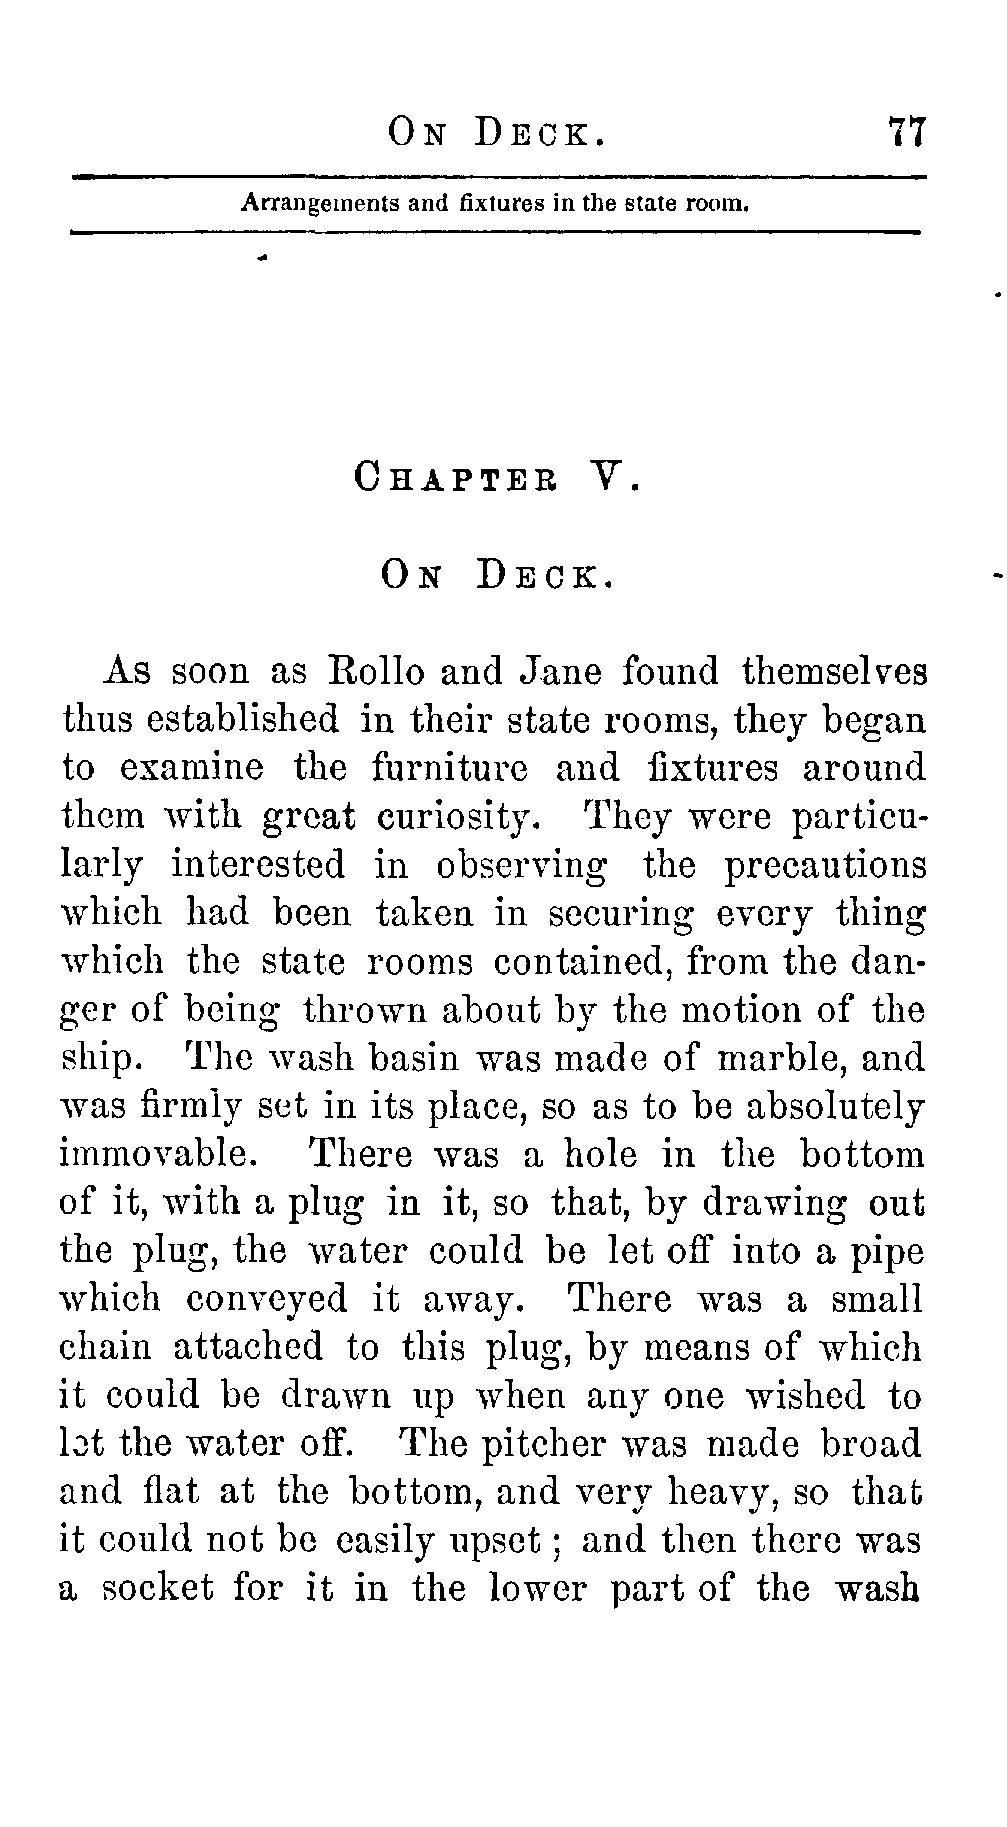 On Deck. 77
Arrangements and fixtures in the state room.
Chapter V.
On Deck.
As soon as Rollo and Jane found themselves
thus established in their state rooms, they began
to examine the furniture and fixtures around
them with great curiosity. They were particu-
larly interested in observing the precautions
which had been taken in securing every thing
which the state rooms contained, from the dan-
ger of being thrown about by the motion of the
ship. The wash basin was made of marble, and
was firmly set in its place, so as to be absolutely
immovable. There was a hole in the bottom
of it, with a plug in it, so that, by drawing out
the plug, the water could be let off into a pipe
which conveyed it away. There was a small
chain attached to this plug, by means of which
it could be drawn up when any one wished to
let the water off. The pitcher was made broad
and flat at the bottom, and very heavy, so that
it could not be easily upset; and then there was
a socket for it in the lower part of the wash